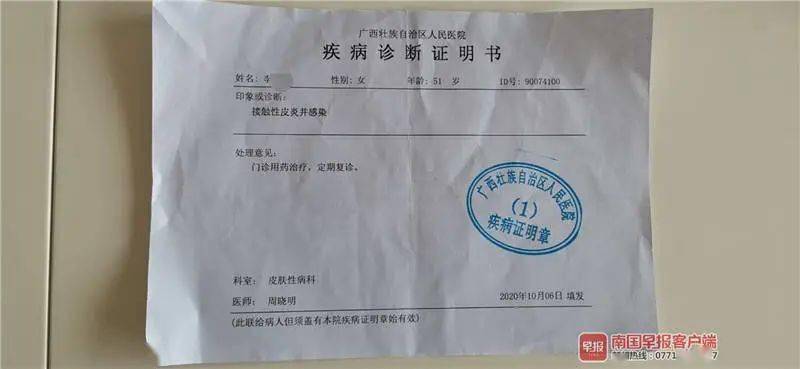 广西壮族自治区人民医院
疾病诊断证明书
姓名: 性别: 女 年龄: 51 岁 ID号: 90074100
印象或诊断:
接触性皮炎并感染
处理意见:
门诊用药治疗，定期复诊。
广西壮族自治区人民医院
(1)
疾病证明章
科室: 皮肤性病科
医师: 周晓明
2020年10月06日 填发
(此联给病人但须盖有本院疾病证明章始有效)
早报 南国早报客户端
热线:0771 7